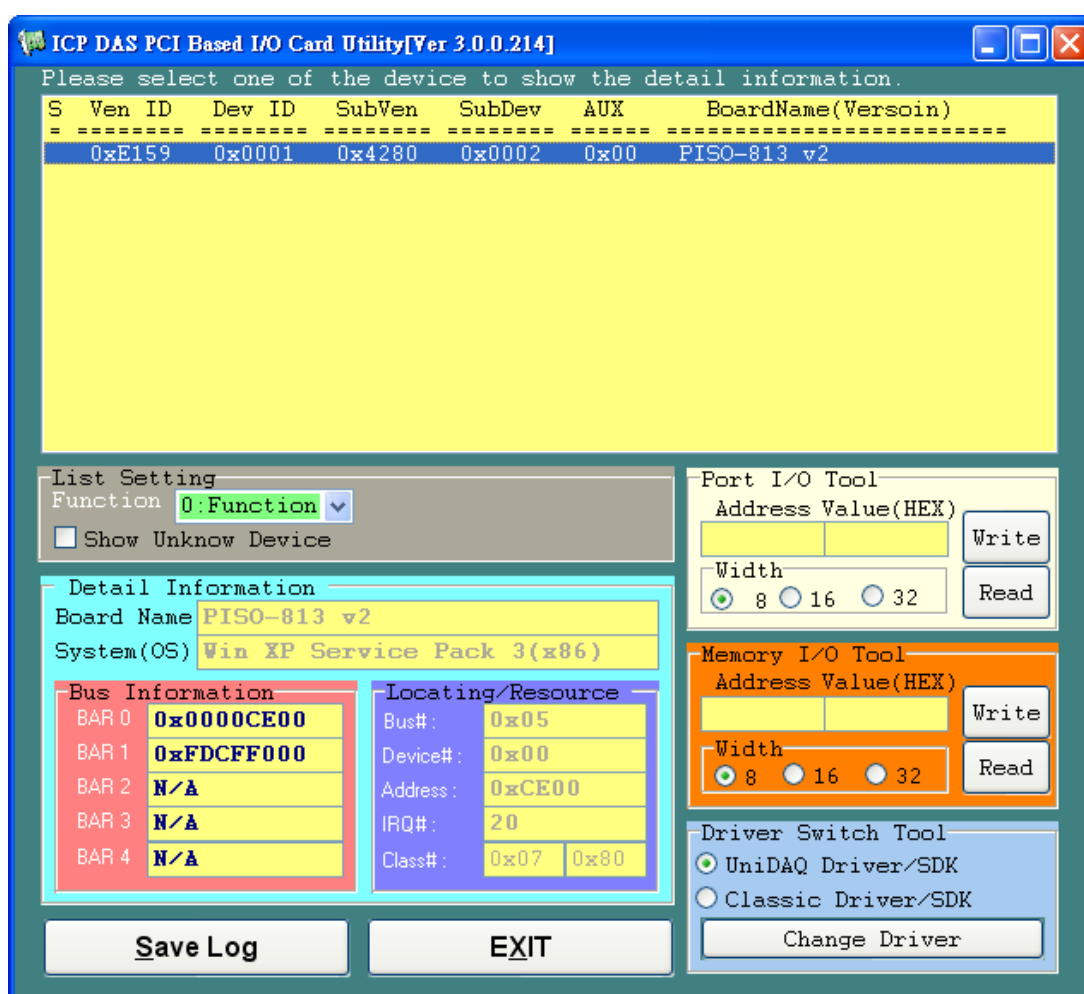 ICP DAS PCI Based I/O Card Utility[Ver 3.0.0.214]
Please select one of the device to show the detail information.
S Ven ID Dev ID SubVen SubDev AUX BoardName(Versoin)
= ======== ======== ======== ======== ====== =========================
0xE159 0x0001 0x4280 0x0002 0x00 PISO-813 v2
List Setting
Function 0:Function
Show Unknow Device
Detail Information
Board Name PISO-813 v2
System(OS) Win XP Service Pack 3(x86)
Bus Information
BAR 0 0x0000CE00
BAR 1 0xFDCFF000
BAR 2 N/A
BAR 3 N/A
BAR 4 N/A
Locating/Resource
Bus#: 0x05
Device#: 0x00
Address: 0xCE00
IRQ#: 20
Class#: 0x07 0x80
Save Log
EXIT
Port I/O Tool
Address Value(HEX)
Write
Width
8 16 32
Read
Memory I/O Tool
Address Value(HEX)
Write
Width
8 16 32
Read
Driver Switch Tool
UniDAQ Driver/SDK
Classic Driver/SDK
Change Driver